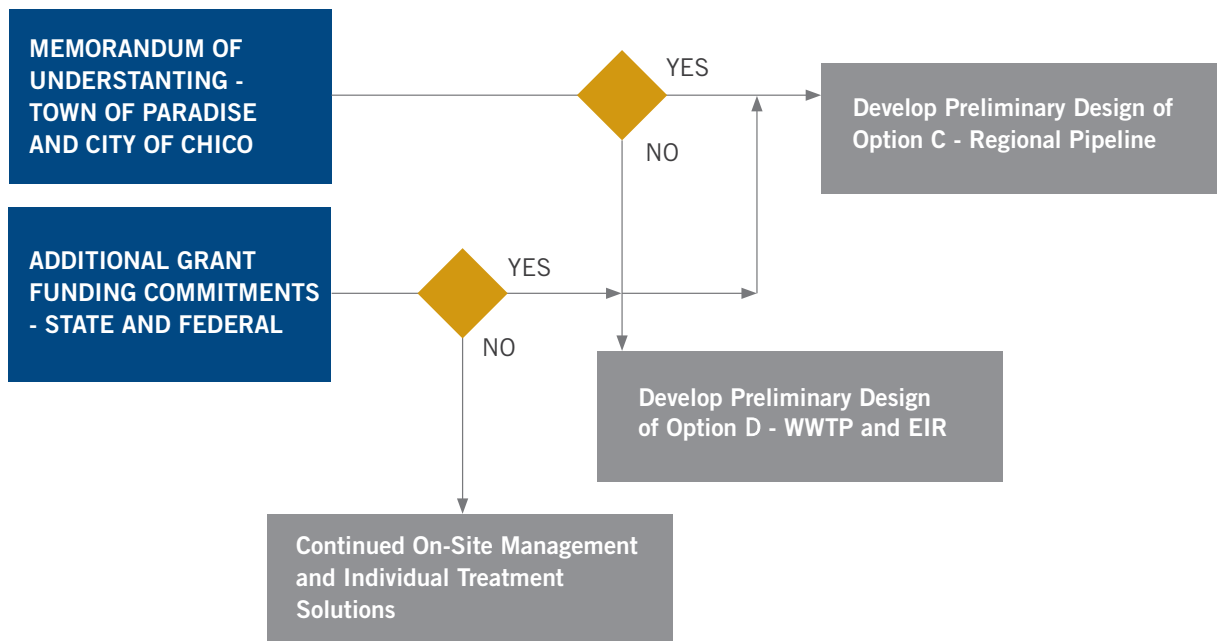 MEMORANDUM OF
UNDERSTANTING -
TOWN OF PARADISE
AND CITY OF CHICO
YES
NO
Develop Preliminary Design of
Option C - Regional Pipeline
ADDITIONAL GRANT
FUNDING COMMITMENTS
- STATE AND FEDERAL
YES
NO
Develop Preliminary Design
of Option D - WWTP and EIR
Continued On-Site Management
and Individual Treatment
Solutions